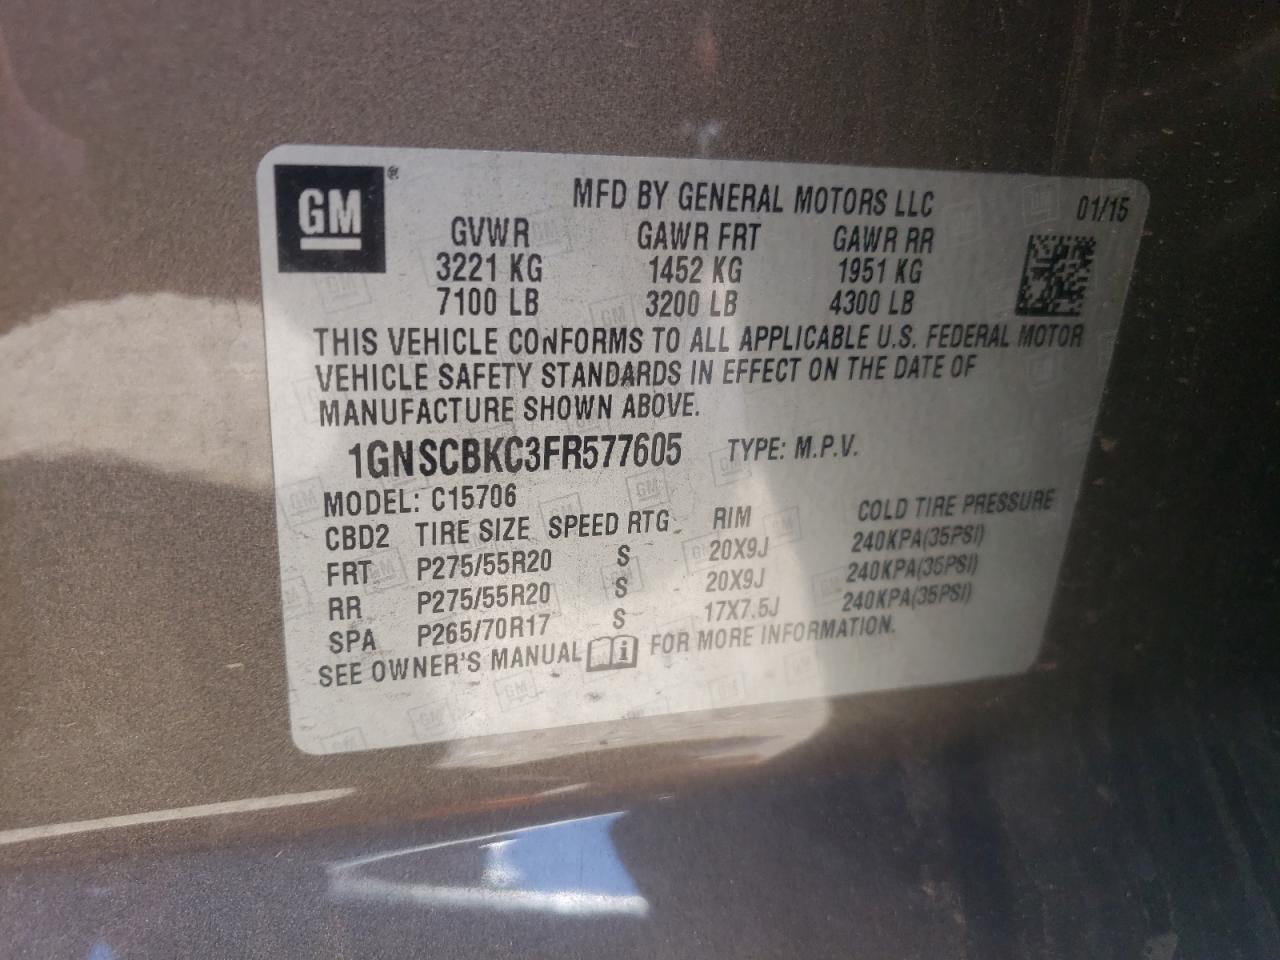 GM®
MFD BY GENERAL MOTORS LLC 01/15
GVWR GAWR FRT GAWR RR
3221 KG 1452 KG 1951 KG
7100 LB 3200 LB 4300 LB
THIS VEHICLE CONFORMS TO ALL APPLICABLE U.S. FEDERAL MOTOR
VEHICLE SAFETY STANDARDS IN EFFECT ON THE DATE OF
MANUFACTURE SHOWN ABOVE.
1GNSCBKC3FR577605 TYPE: M.P.V.
MODEL: C15706
CBD2 TIRE SIZE SPEED RTG RIM COLD TIRE PRESSURE
FRT P275/55R20 S 20X9J 240KPA(35PSI)
RR P275/55R20 S 20X9J 240KPA(35PSI)
SPA P265/70R17 S 17X7.5J 240KPA(35PSI)
SEE OWNER'S MANUAL i FOR MORE INFORMATION.